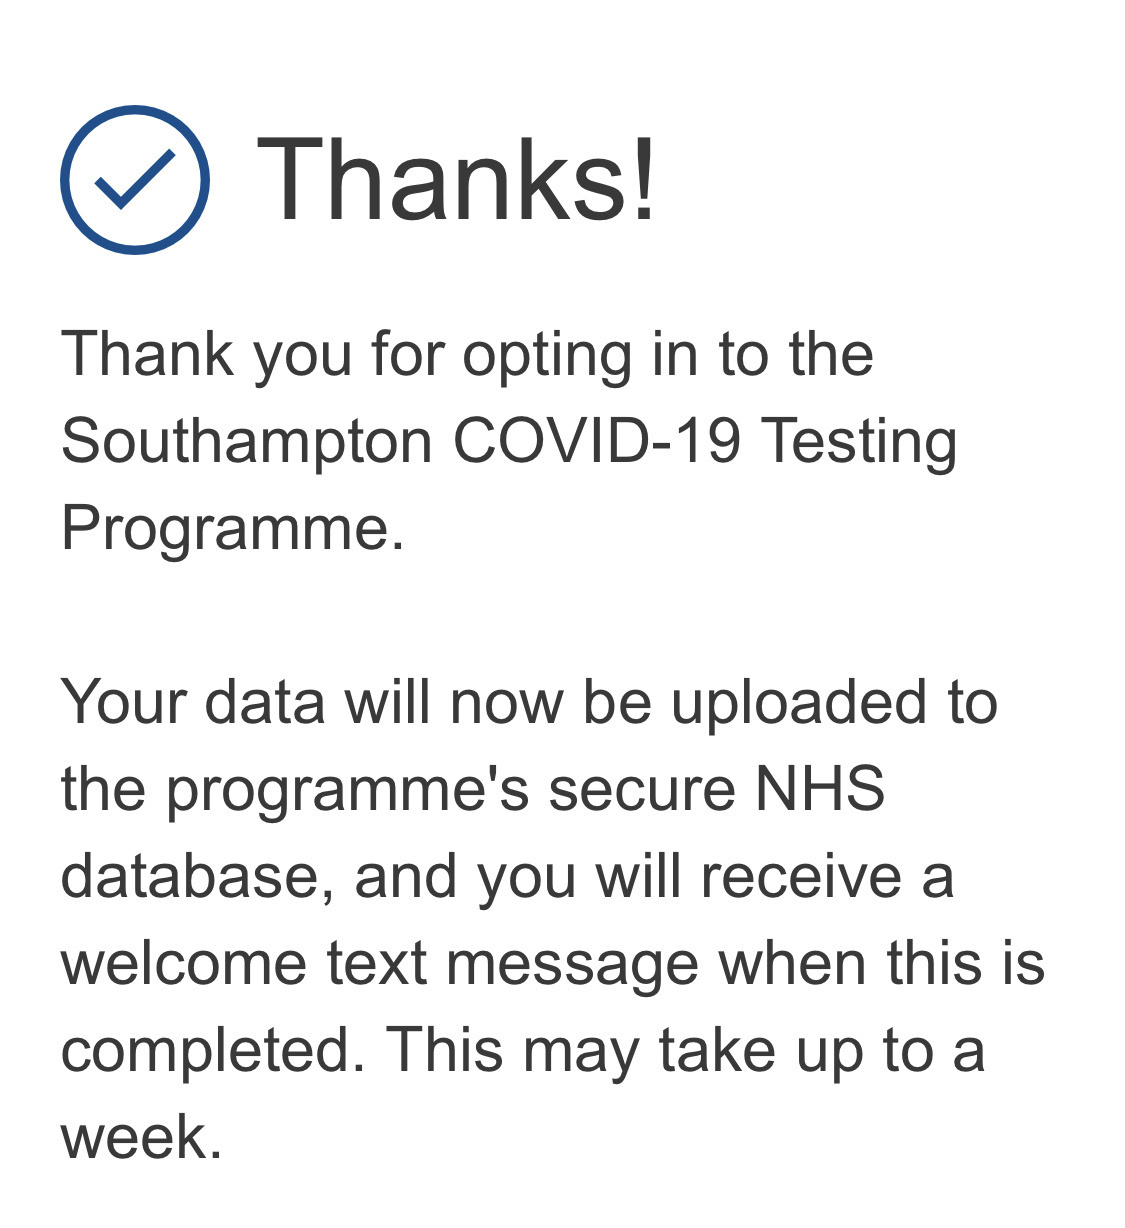 Thanks!
Thank you for opting in to the
Southampton COVID-19 Testing
Programme.
Your data will now be uploaded to
the programme's secure NHS
database, and you will receive a
welcome text message when this is
completed. This may take up to a
week.